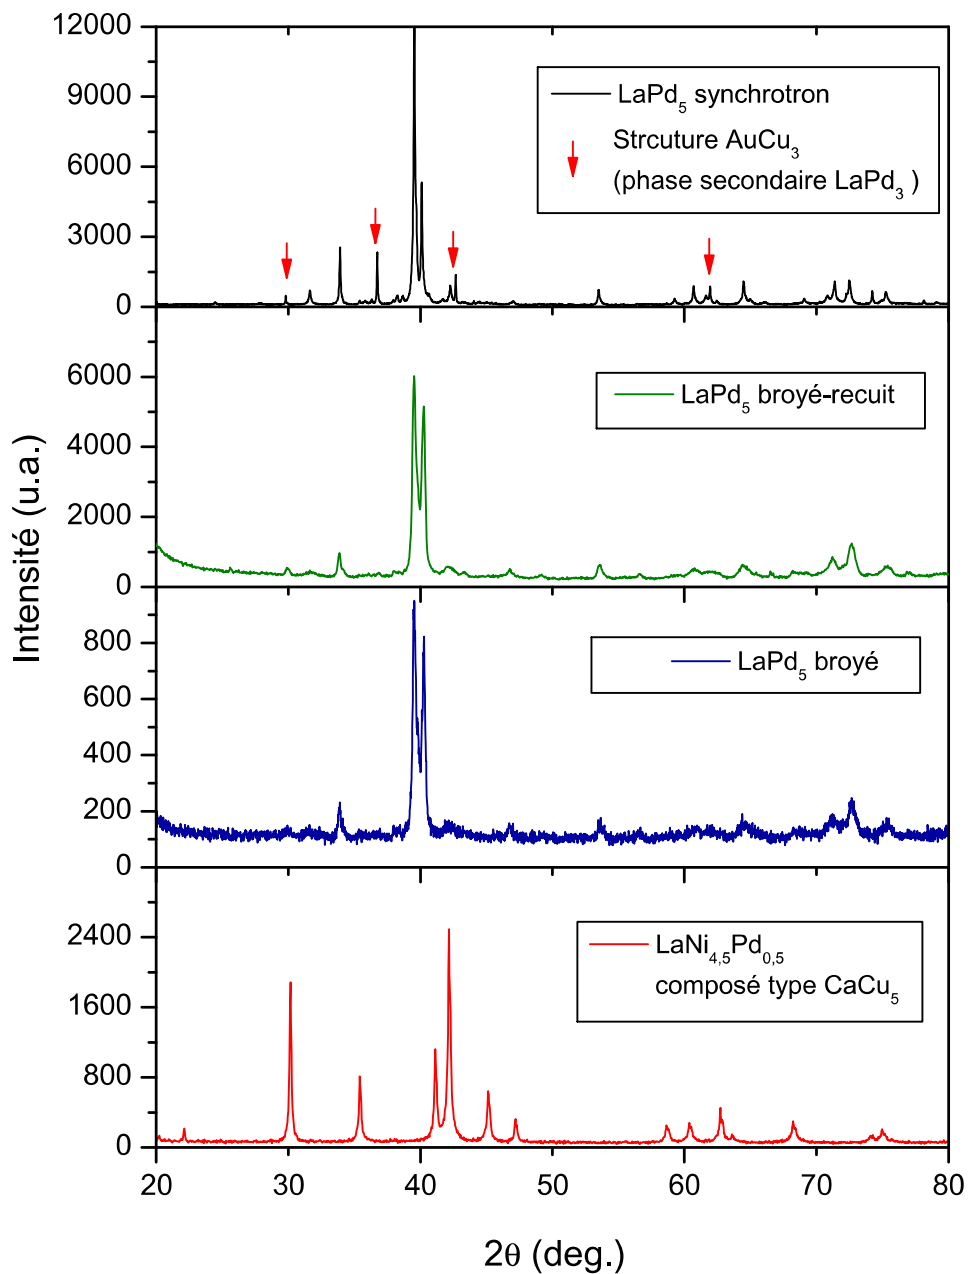 12000
9000
6000
3000
0
LaPd5 synchrotron
Strcuture AuCu3
(phase secondaire LaPd3 )
6000
4000
2000
0
LaPd5 broyé-recuit
800
600
400
200
0
LaPd5 broyé
2400
1600
800
0
LaNi4,5Pd0,5
composé type CaCu5
Intensité (u.a.)
20 30 40 50 60 70 80
2θ (deg.)